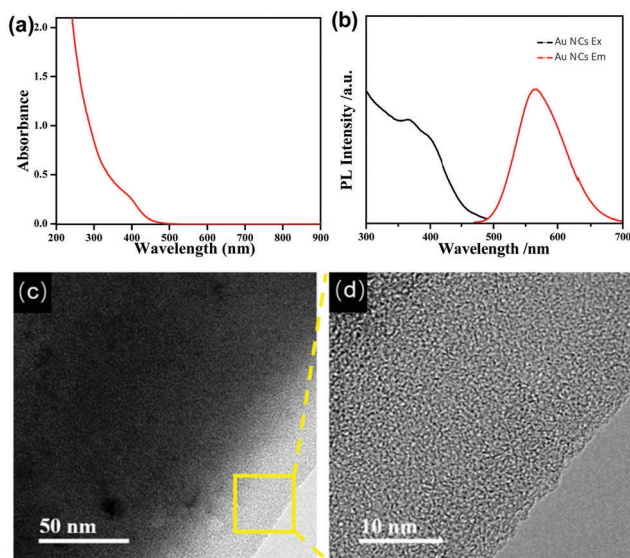 (a)
2.0
1.5
1.0
0.5
0.0
Absorbance
200 300 400 500 600 700 800 900
Wavelength (nm)
(b)
Au NCs Ex
Au NCs Em
PL Intensity /a.u.
300 400 500 600 700
Wavelength /nm
(c)
50 nm
(d)
10 nm